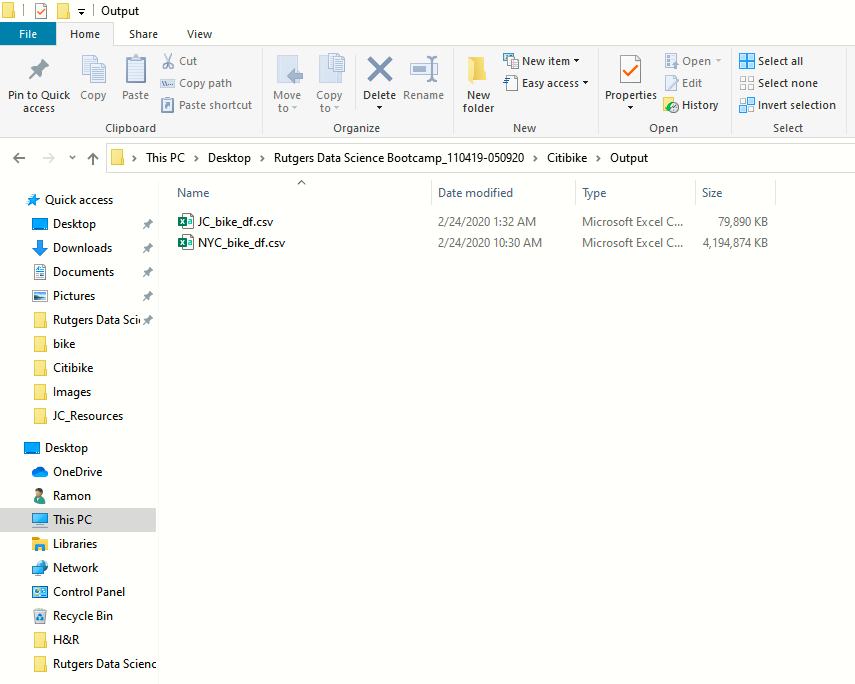 Output
File Home Share View
Pin to Quick access
Copy
Paste
Cut
Copy path
Paste shortcut
Clipboard
Move to
Copy to
Delete
Rename
Organize
New folder
New item
Easy access
New
Properties
Open
Edit
History
Open
Select all
Select none
Invert selection
Select
This PC > Desktop > Rutgers Data Science Bootcamp_110419-050920 > Citibike > Output
Name Date modified Type Size
JC_bike_df.csv 2/24/2020 1:32 AM Microsoft Excel C... 79,890 KB
NYC_bike_df.csv 2/24/2020 10:30 AM Microsoft Excel C... 4,194,874 KB
Quick access
Desktop
Downloads
Documents
Pictures
Rutgers Data Sci
bike
Citibike
Images
JC_Resources
Desktop
OneDrive
Ramon
This PC
Libraries
Network
Control Panel
Recycle Bin
H&R
Rutgers Data Scienc